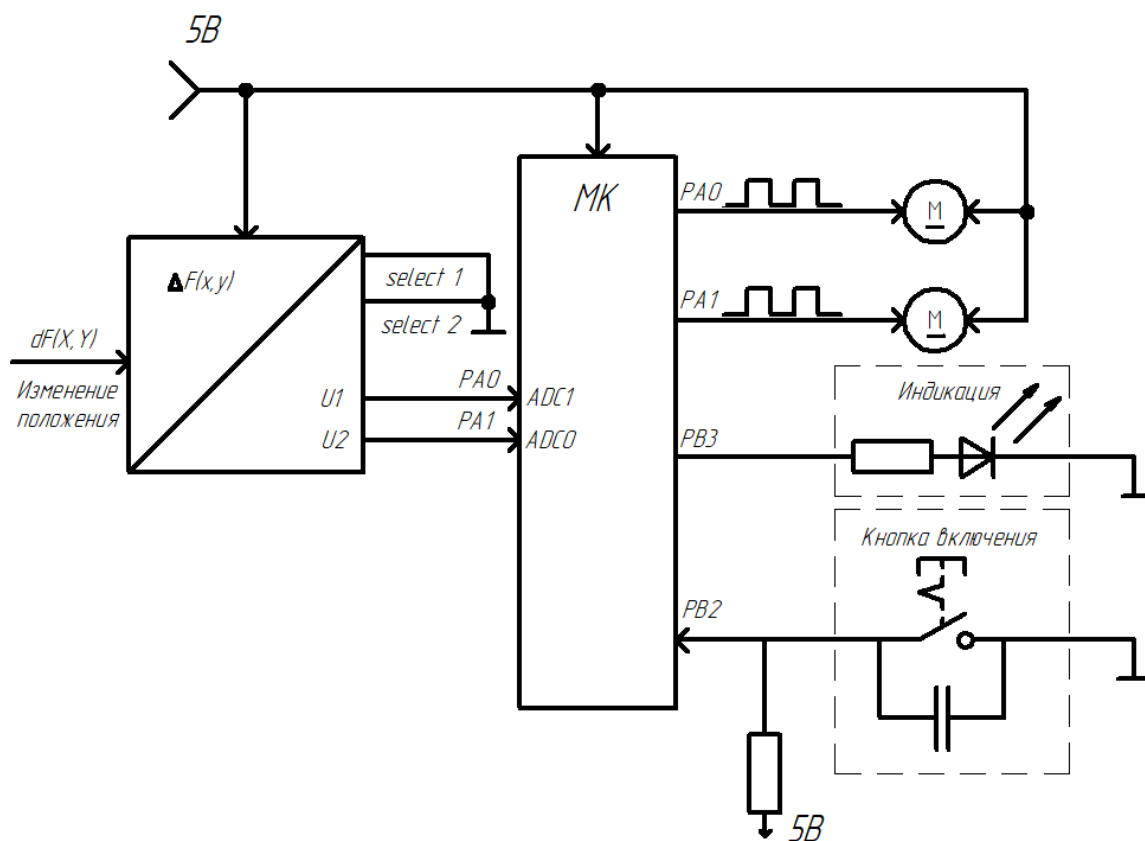 5В
МК
ΔF(x,y)
select 1
select 2
dF(X,Y)
Изменение
положения
U1
U2
PA0
PA1
ADC1
ADC0
PA0
M
PA1
M
Индикация
PB3
Кнопка включения
PB2
5В